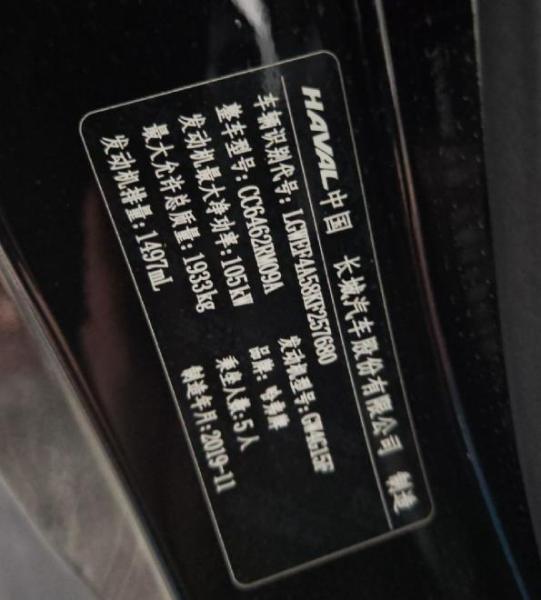 HAVAL 中国 长城汽车股份有限公司 制造
车辆识别代号: LGWEF4A58KF257680
整车型号: CC6462RM09A 发动机型号: GW4G15F
发动机最大净功率: 105kW 品牌: 哈弗牌
最大允许总质量: 1933kg 乘坐人数: 5人
发动机排量: 1497mL 制造年月: 2019-11